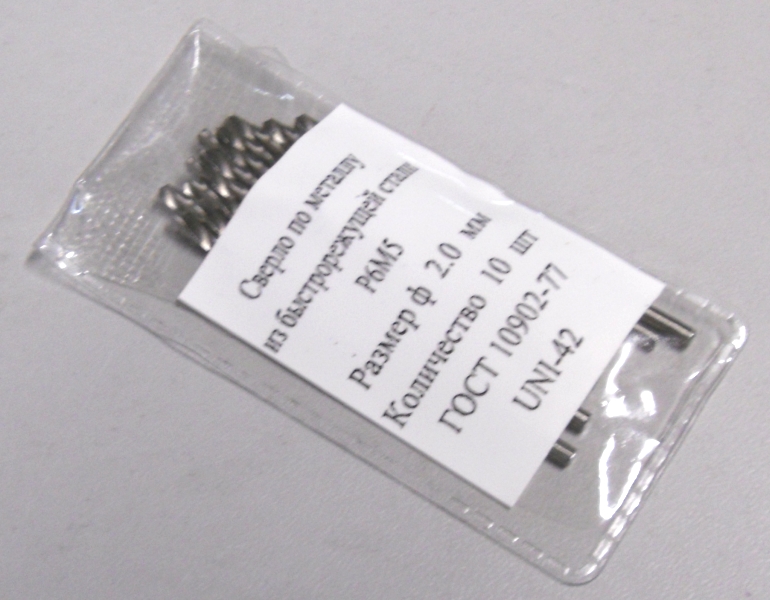 Сверло по металлу
из быстрорежущей стали
Р6М5
Размер ф 2.0 мм
Количество 10 шт
ГОСТ 10902-77
UNI-42